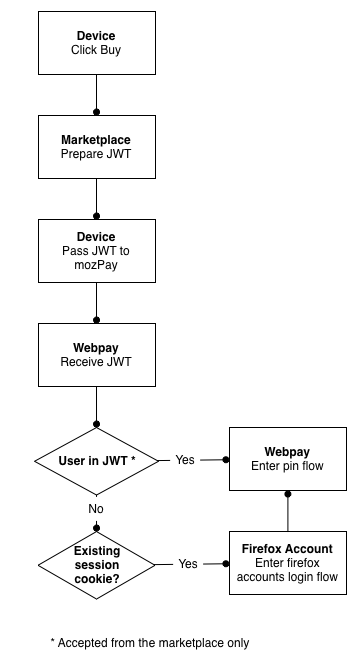 Device
Click Buy
Marketplace
Prepare JWT
Device
Pass JWT to
mozPay
Webpay
Receive JWT
User in JWT *
Yes
Webpay
Enter pin flow
No
Existing
session
cookie?
Yes
Firefox Account
Enter firefox
accounts login flow
* Accepted from the marketplace only